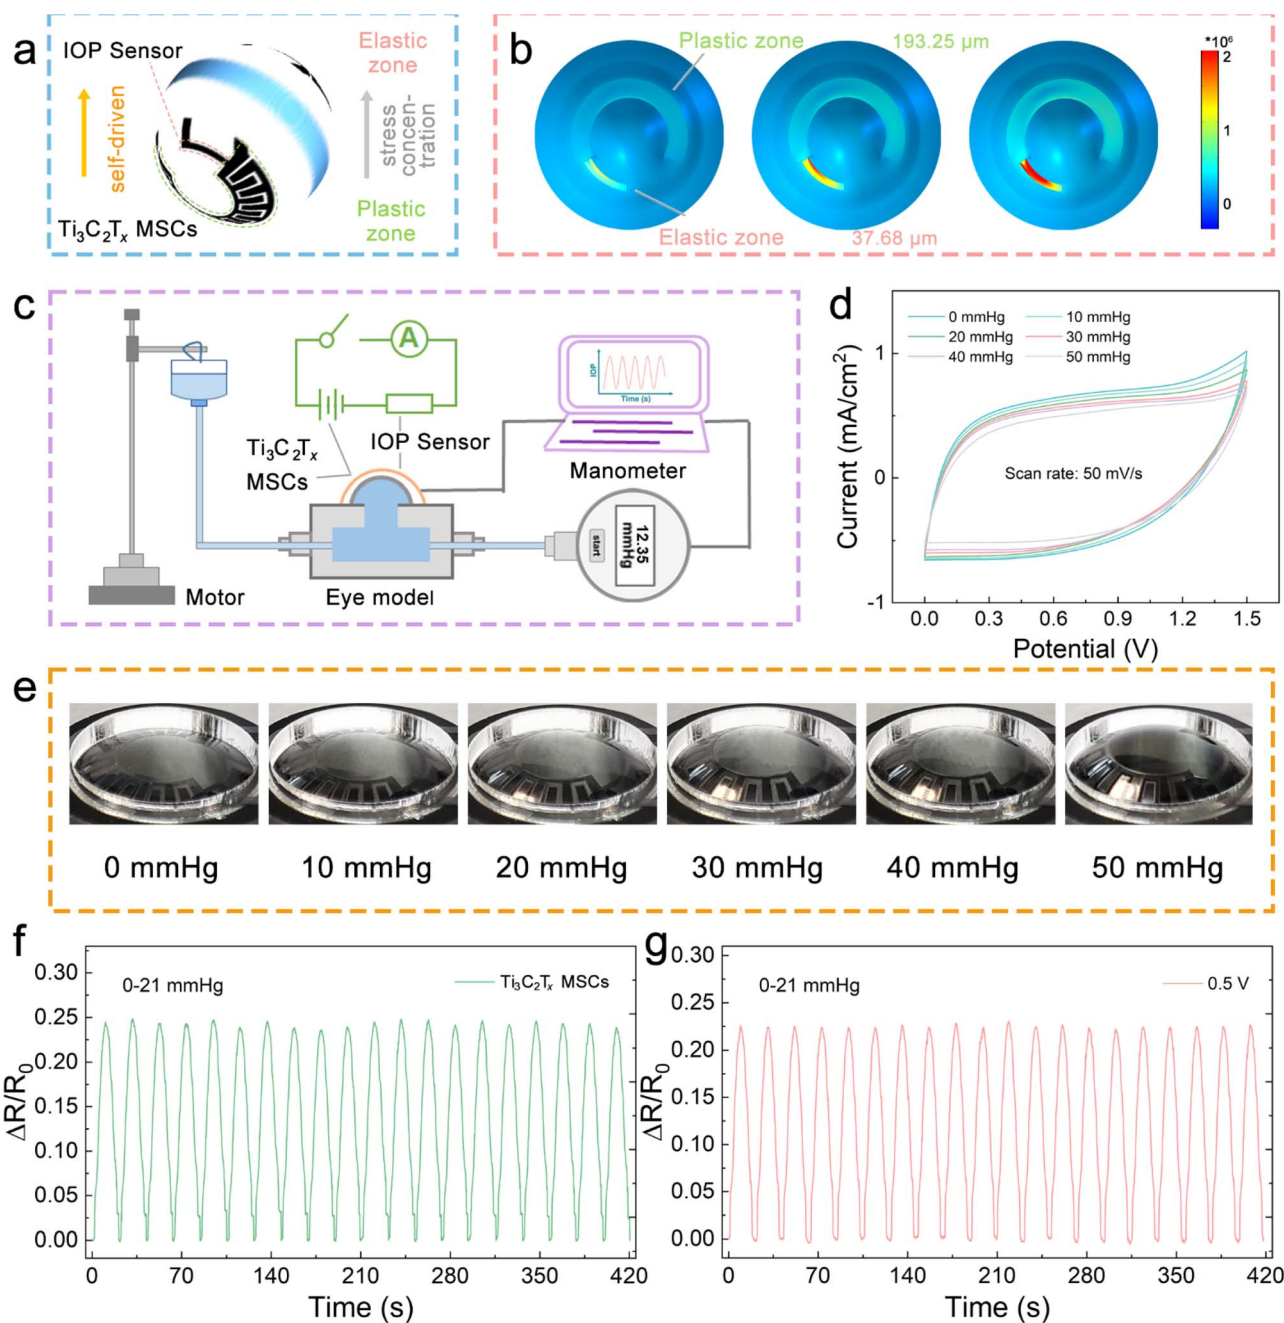 a
IOP Sensor
Elastic
zone
self-driven
stress
concen-
tration
Ti₃C₂Tₓ MSCs
Plastic
zone
b
Plastic zone
193.25 μm
Elastic zone
37.68 μm
*10⁶
2
1
0
c
A
IOP
Time (s)
Ti₃C₂Tₓ
MSCs
IOP Sensor
Manometer
start
12.35
mmHg
Motor
Eye model
d
0 mmHg
10 mmHg
20 mmHg
30 mmHg
40 mmHg
50 mmHg
Scan rate: 50 mV/s
Current (mA/cm²)
1
0
-1
0.0 0.3 0.6 0.9 1.2 1.5
Potential (V)
e
0 mmHg
10 mmHg
20 mmHg
30 mmHg
40 mmHg
50 mmHg
f
0-21 mmHg
Ti₃C₂Tₓ MSCs
ΔR/R₀
0.30
0.25
0.20
0.15
0.10
0.05
0.00
0 70 140 210 280 350 420
Time (s)
g
0-21 mmHg
0.5 V
ΔR/R₀
0.30
0.25
0.20
0.15
0.10
0.05
0.00
0 70 140 210 280 350 420
Time (s)